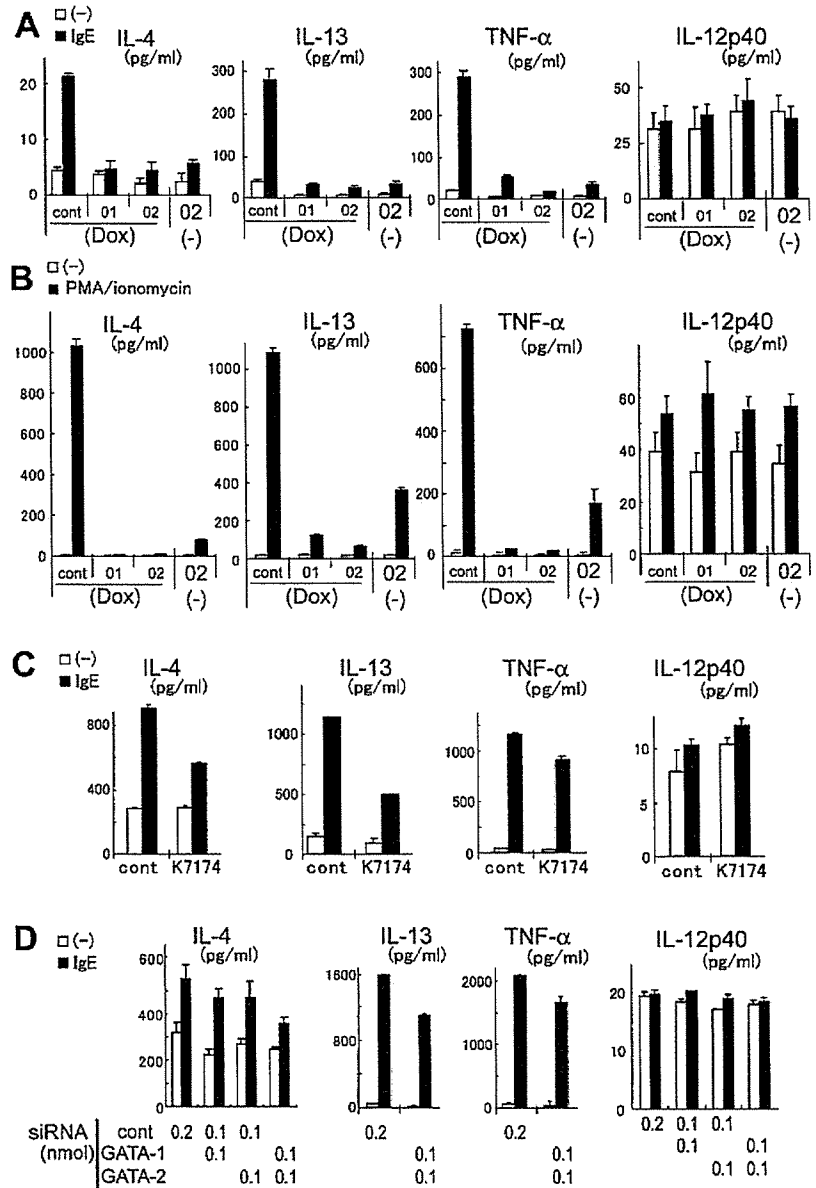 A
□ (-)
■ IgE
IL-4
(pg/ml)
20
10
0
cont 01 02 02
(Dox) (-)
IL-13
(pg/ml)
300
200
100
0
cont 01 02 02
(Dox) (-)
TNF-α
(pg/ml)
300
200
100
0
cont 01 02 02
(Dox) (-)
IL-12p40
(pg/ml)
50
25
0
cont 01 02 02
(Dox) (-)
B
□ (-)
■ PMA/ionomycin
IL-4
(pg/ml)
1000
800
600
400
200
0
cont 01 02 02
(Dox) (-)
IL-13
(pg/ml)
1000
800
600
400
200
0
cont 01 02 02
(Dox) (-)
TNF-α
(pg/ml)
600
400
200
0
cont 01 02 02
(Dox) (-)
IL-12p40
(pg/ml)
60
40
20
0
cont 01 02 02
(Dox) (-)
C
□ (-)
■ IgE
IL-4
(pg/ml)
800
400
0
cont K7174
IL-13
(pg/ml)
1000
500
0
cont K7174
TNF-α
(pg/ml)
1000
500
0
cont K7174
IL-12p40
(pg/ml)
10
5
0
cont K7174
D
□ (-)
■ IgE
IL-4
(pg/ml)
600
400
200
0
IL-13
(pg/ml)
1600
800
0
TNF-α
(pg/ml)
2000
1000
0
IL-12p40
(pg/ml)
20
10
0
siRNA
(nmol)
cont 0.2 0.1 0.1 0.2 0.2 0.2 0.1 0.1
GATA-1 0.1 0.1 0.1 0.1 0.1 0.1
GATA-2 0.1 0.1 0.1 0.1 0.1 0.1